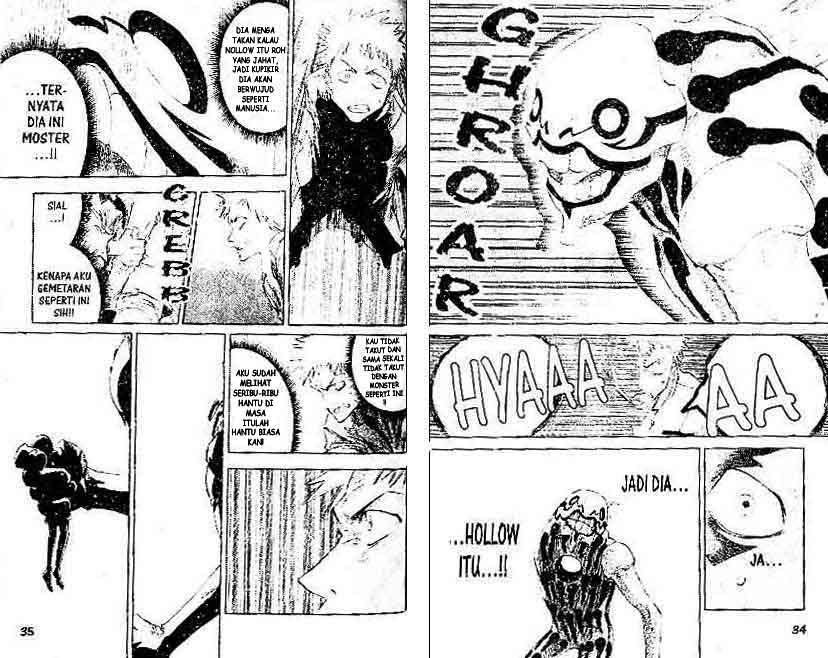 GHROAR
HYAAA
AA
JA...
JADI DIA...
...HOLLOW
ITU...!!
34
DIA MENGA
TAKAN KALAU
NOLLOW ITU ROH
YANG JAHAT,
JADI KUPIKIR
DIA AKAN
BERWUJUD
SEPERTI
MANUSIA...
...TER-
NYATA
DIA INI
MOSTER
...!!
SIAL
...!
KENAPA AKU
GEMETARAN
SEPERTI INI
SIH!!
KAU TIDAK
TAKUT DAN
SAMA SEKALI
TIDAK TAKUT
DENGAN
MONSTER
SEPERTI INI
!!
AKU SUDAH
MELIHAT
SERIBU-RIBU
HANTU DI
MASA
ITULAH
HANTU BIASA
KAN!
35